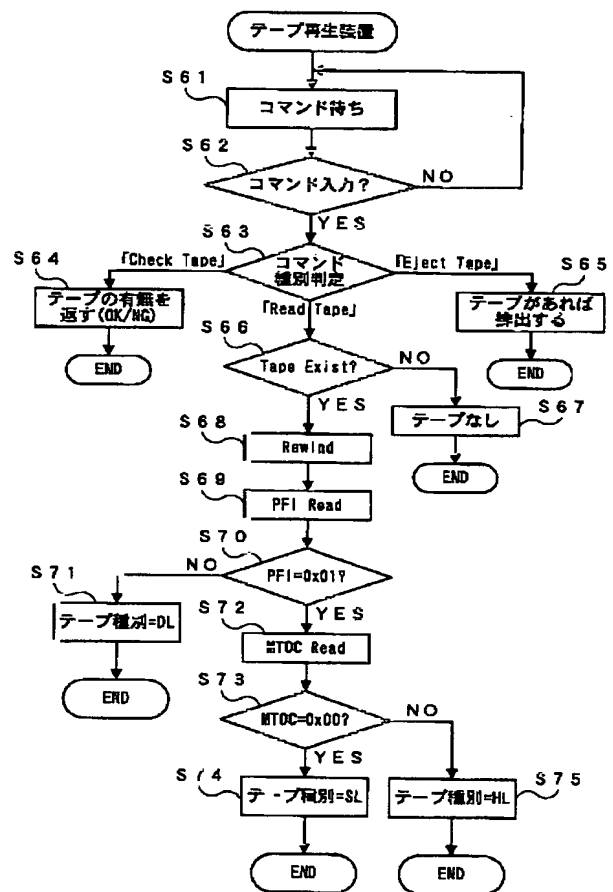 テープ再生装置
S61
コマンド待ち
S62
コマンド入力?
NO
YES
S63
コマンド
種別判定
「Check Tape」
「Eject Tape」
「Read Tape」
S64
テープの有無を
返す(OK/NG)
END
S65
テープがあれば
排出する
END
S66
Tape Exist?
NO
YES
S67
テープなし
END
S68
Rewind
S69
PFI Read
S70
PFI=0x01?
NO
YES
S71
テープ種別=DL
END
S72
MTOC Read
S73
MTOC=0x00?
NO
YES
S74
テープ種別=SL
END
S75
テープ種別=HL
END